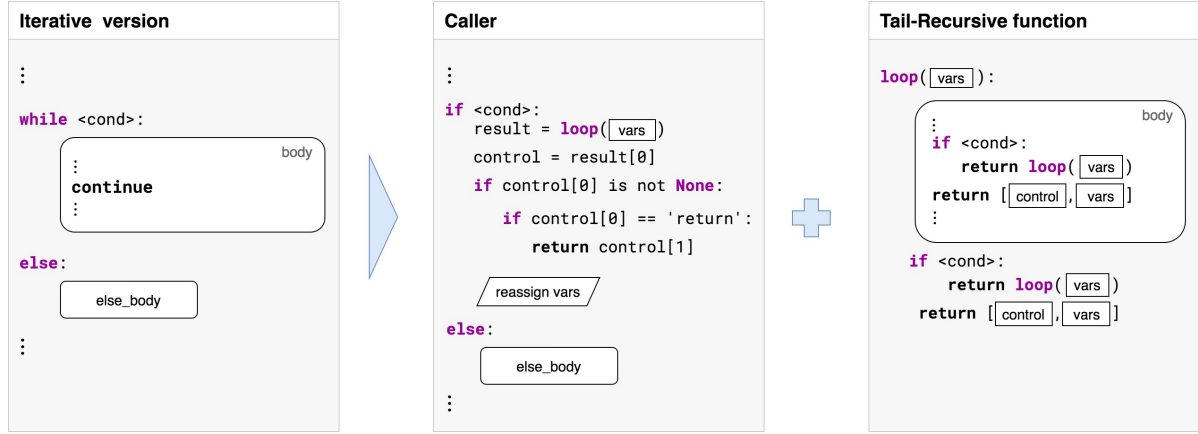 Iterative version
⋮
while <cond>:
body
⋮
continue
⋮
else:
else_body
⋮
Caller
⋮
if <cond>:
result = loop( vars )
control = result[0]
if control[0] is not None:
if control[0] == 'return':
return control[1]
reassign vars
else:
else_body
⋮
Tail-Recursive function
loop( vars ):
body
⋮
if <cond>:
return loop( vars )
return [ control , vars ]
⋮
if <cond>:
return loop( vars )
return [ control , vars ]